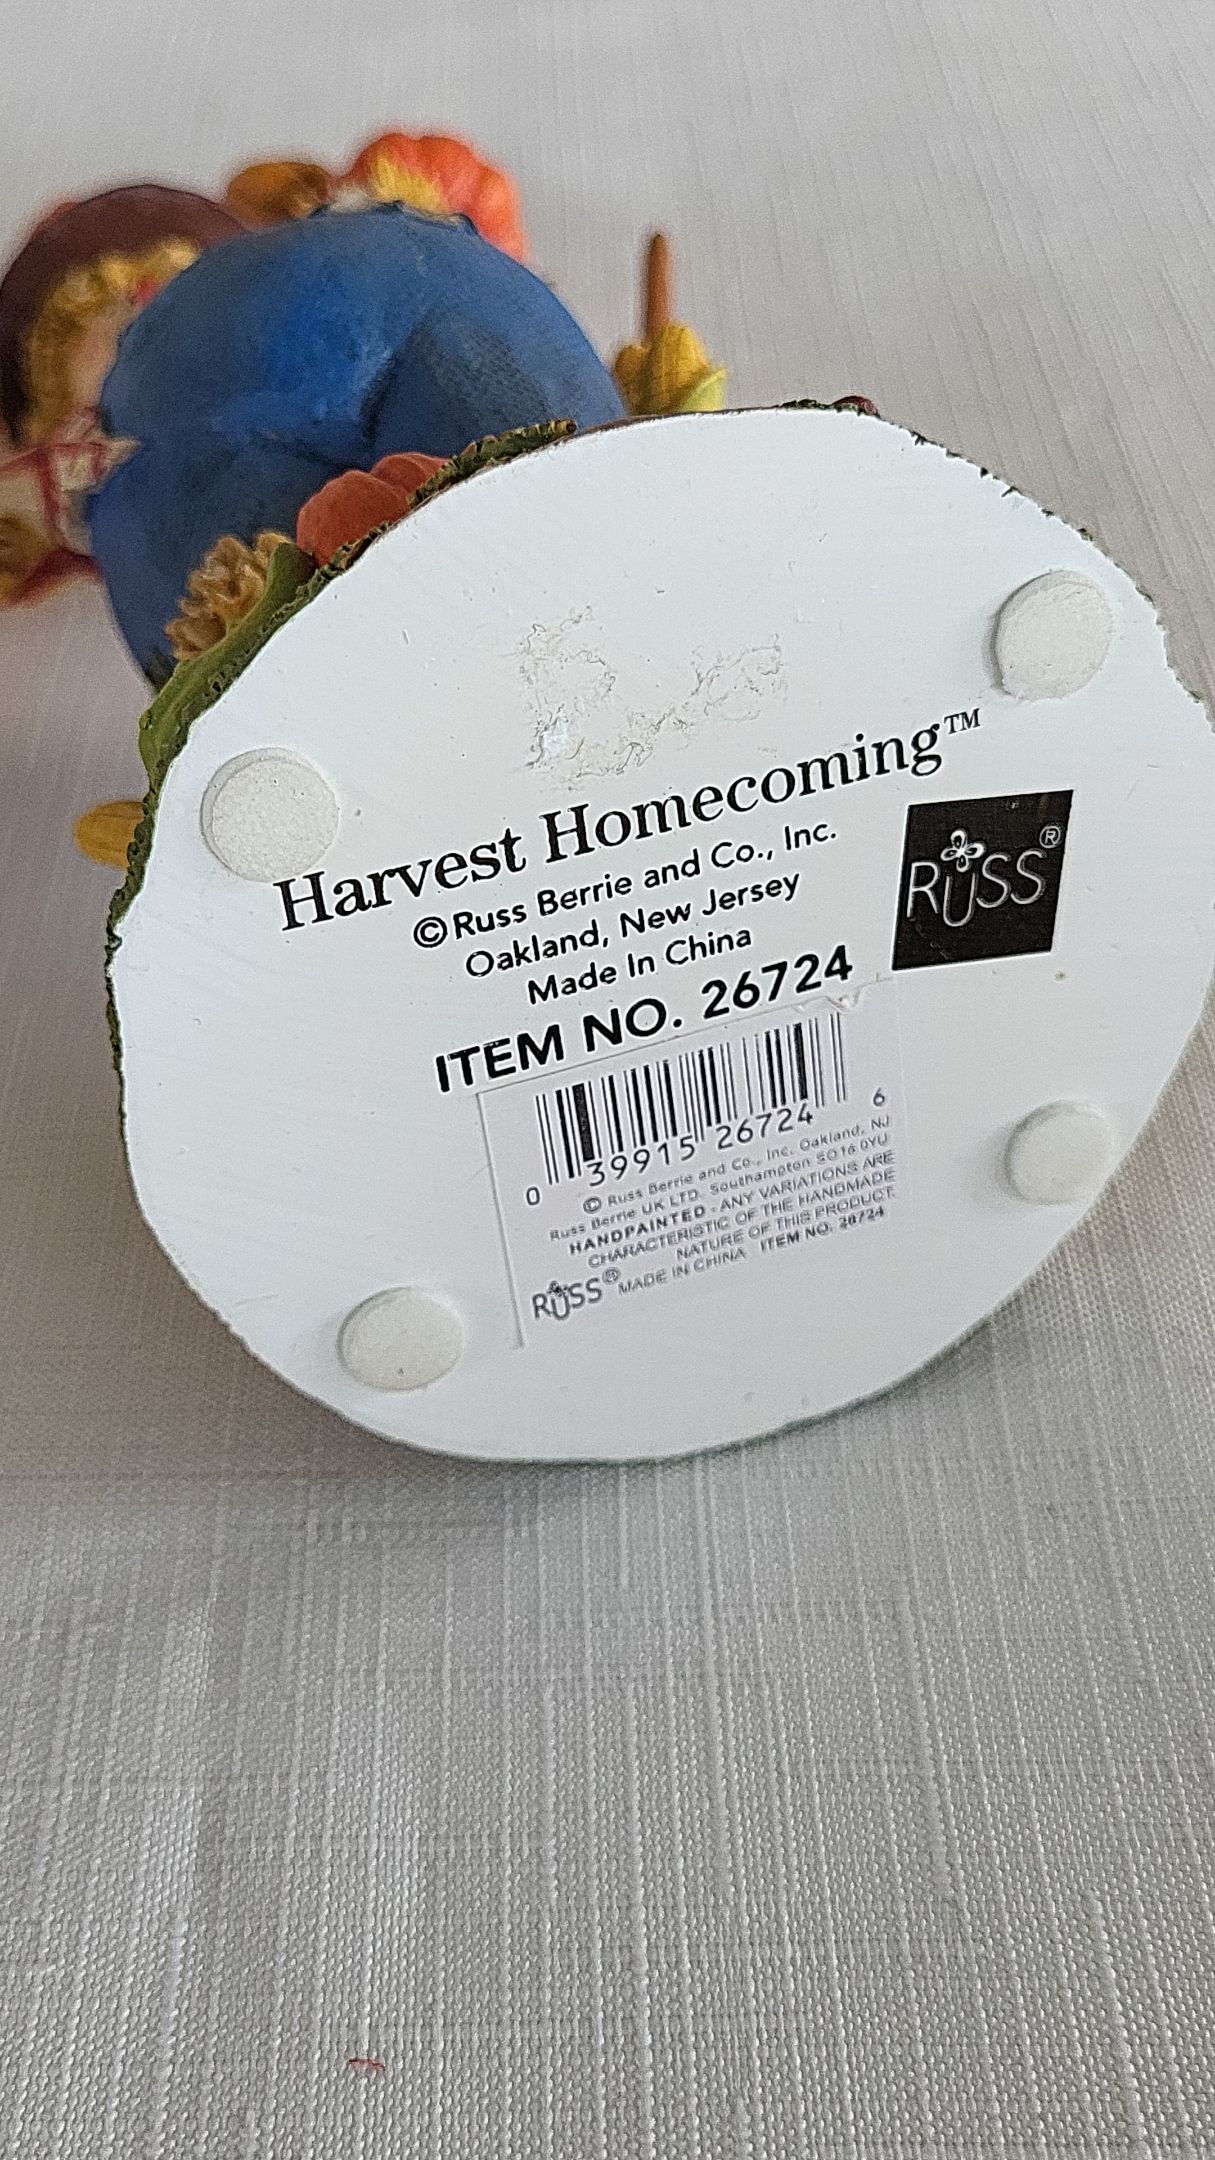 Harvest Homecoming™
©Russ Berrie and Co., Inc.
Oakland, New Jersey
Made In China
ITEM NO. 26724
RUSS®
0 39915 26724 6
© Russ Berrie and Co., Inc. Oakland, NJ
Russ Berrie UK LTD. Southampton SO16 0YU
HANDPAINTED - ANY VARIATIONS ARE
CHARACTERISTIC OF THE HANDMADE
NATURE OF THIS PRODUCT.
RUSS® MADE IN CHINA ITEM NO. 26724